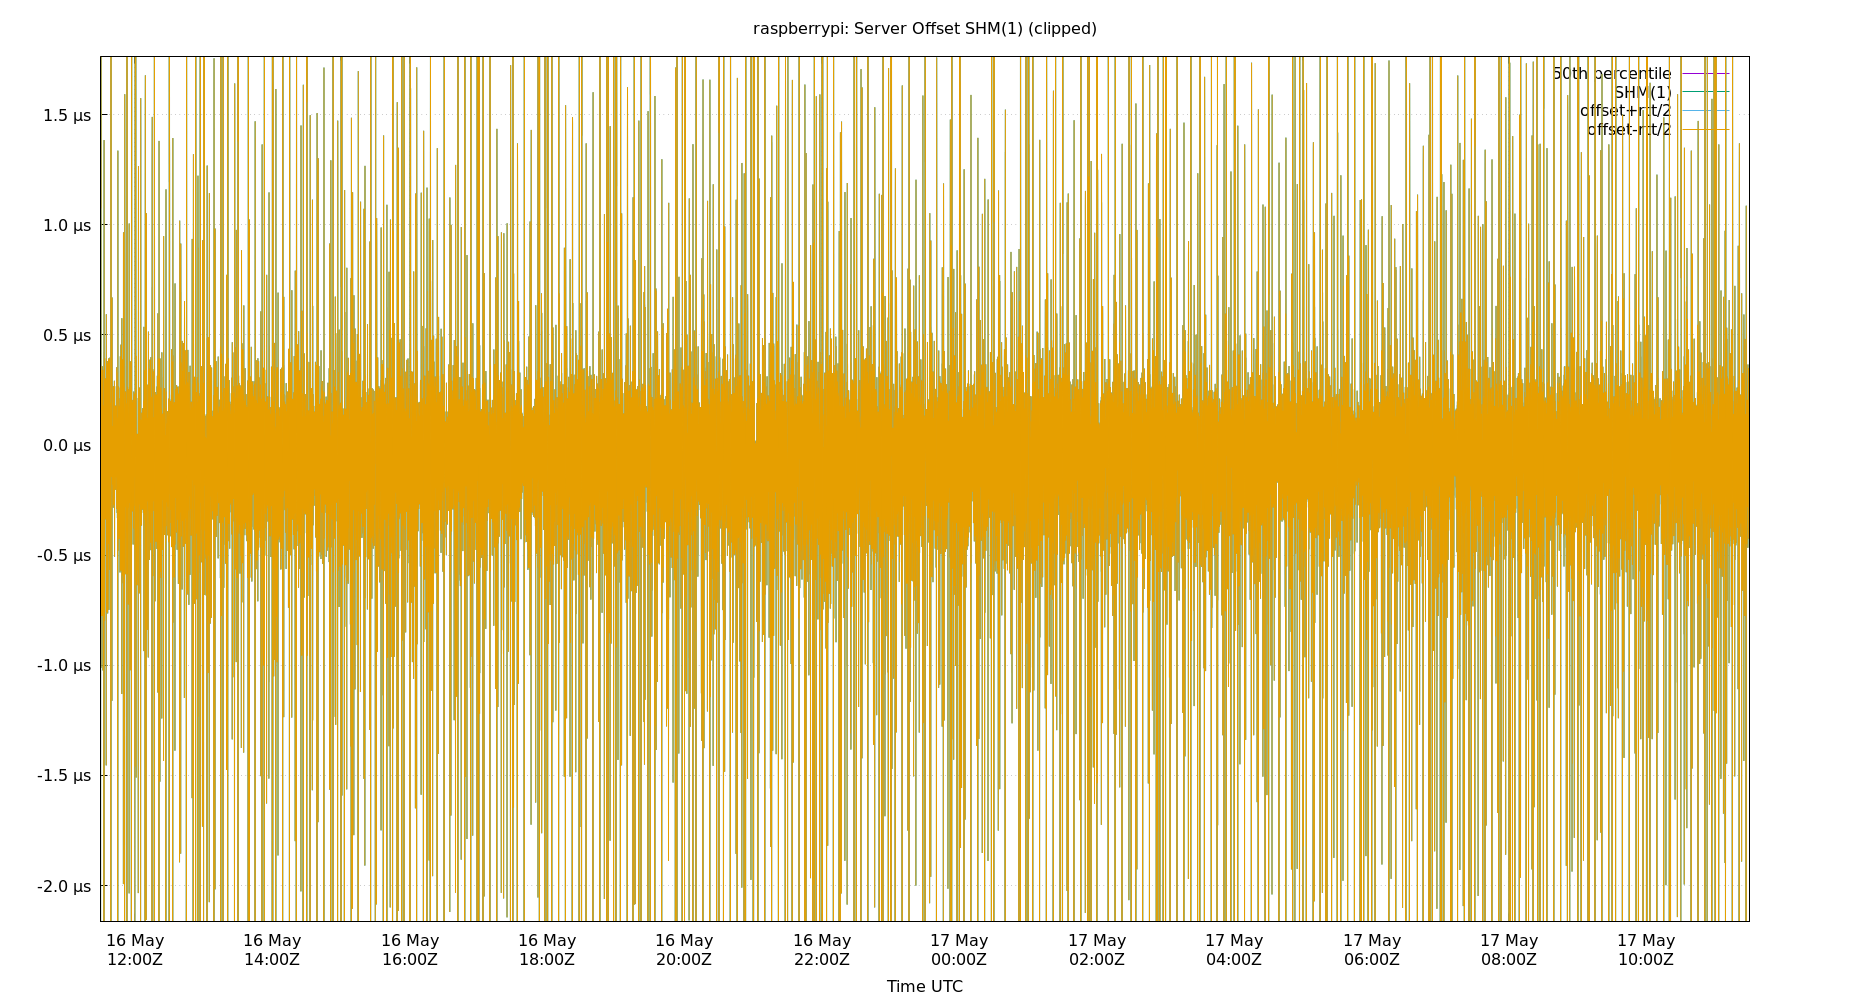 raspberrypi: Server Offset SHM(1) (clipped)
50th percentile
SHM(1)
offset+rtt/2
offset-rtt/2
1.5 µs
1.0 µs
0.5 µs
0.0 µs
-0.5 µs
-1.0 µs
-1.5 µs
-2.0 µs
16 May 16 May 16 May 16 May 16 May 16 May 17 May 17 May 17 May 17 May 17 May 17 May
12:00Z 14:00Z 16:00Z 18:00Z 20:00Z 22:00Z 00:00Z 02:00Z 04:00Z 06:00Z 08:00Z 10:00Z
Time UTC